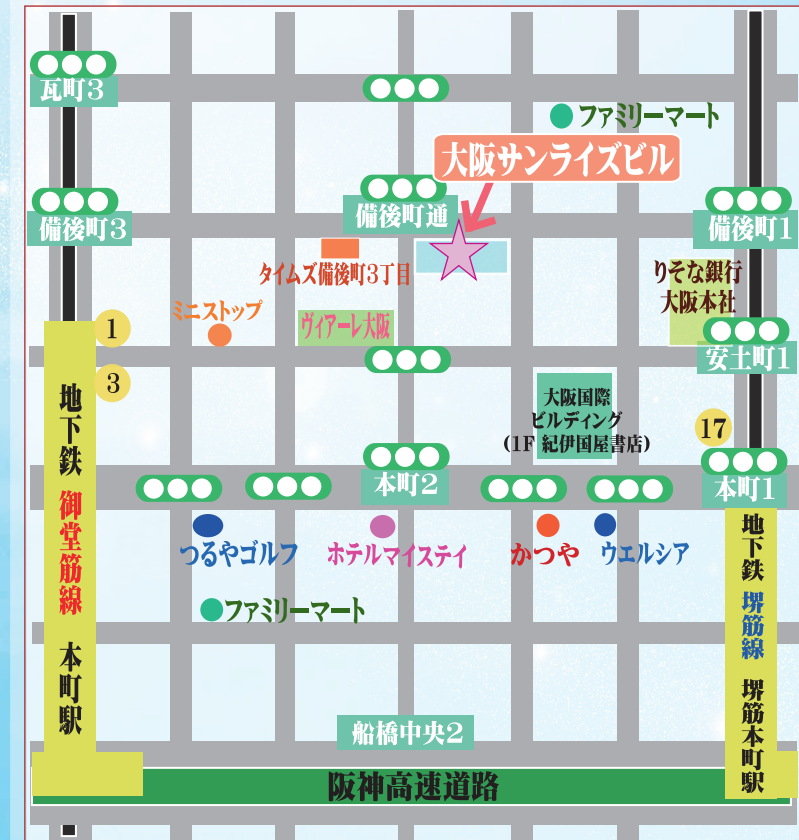 瓦町3
ファミリーマート
大阪サンライズビル
備後町3
備後町通
備後町1
タイムズ備後町3丁目
りそな銀行
大阪本社
ミニストップ
ヴィアーレ大阪
1
安土町1
3
地下鉄 御堂筋線 本町駅
大阪国際
ビルディング
(1F 紀伊国屋書店)
17
本町2
本町1
つるやゴルフ
ホテルマイステイ
かつや
ウエルシア
地下鉄 堺筋線 堺筋本町駅
ファミリーマート
船橋中央2
阪神高速道路